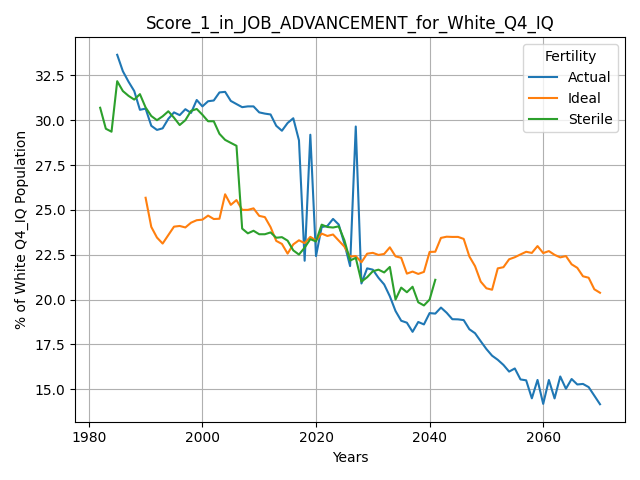 Score_1_in_JOB_ADVANCEMENT_for_White_Q4_IQ
Fertility
Actual
Ideal
Sterile
% of White Q4_IQ Population
32.5
30.0
27.5
25.0
22.5
20.0
17.5
15.0
1980
2000
2020
2040
2060
Years